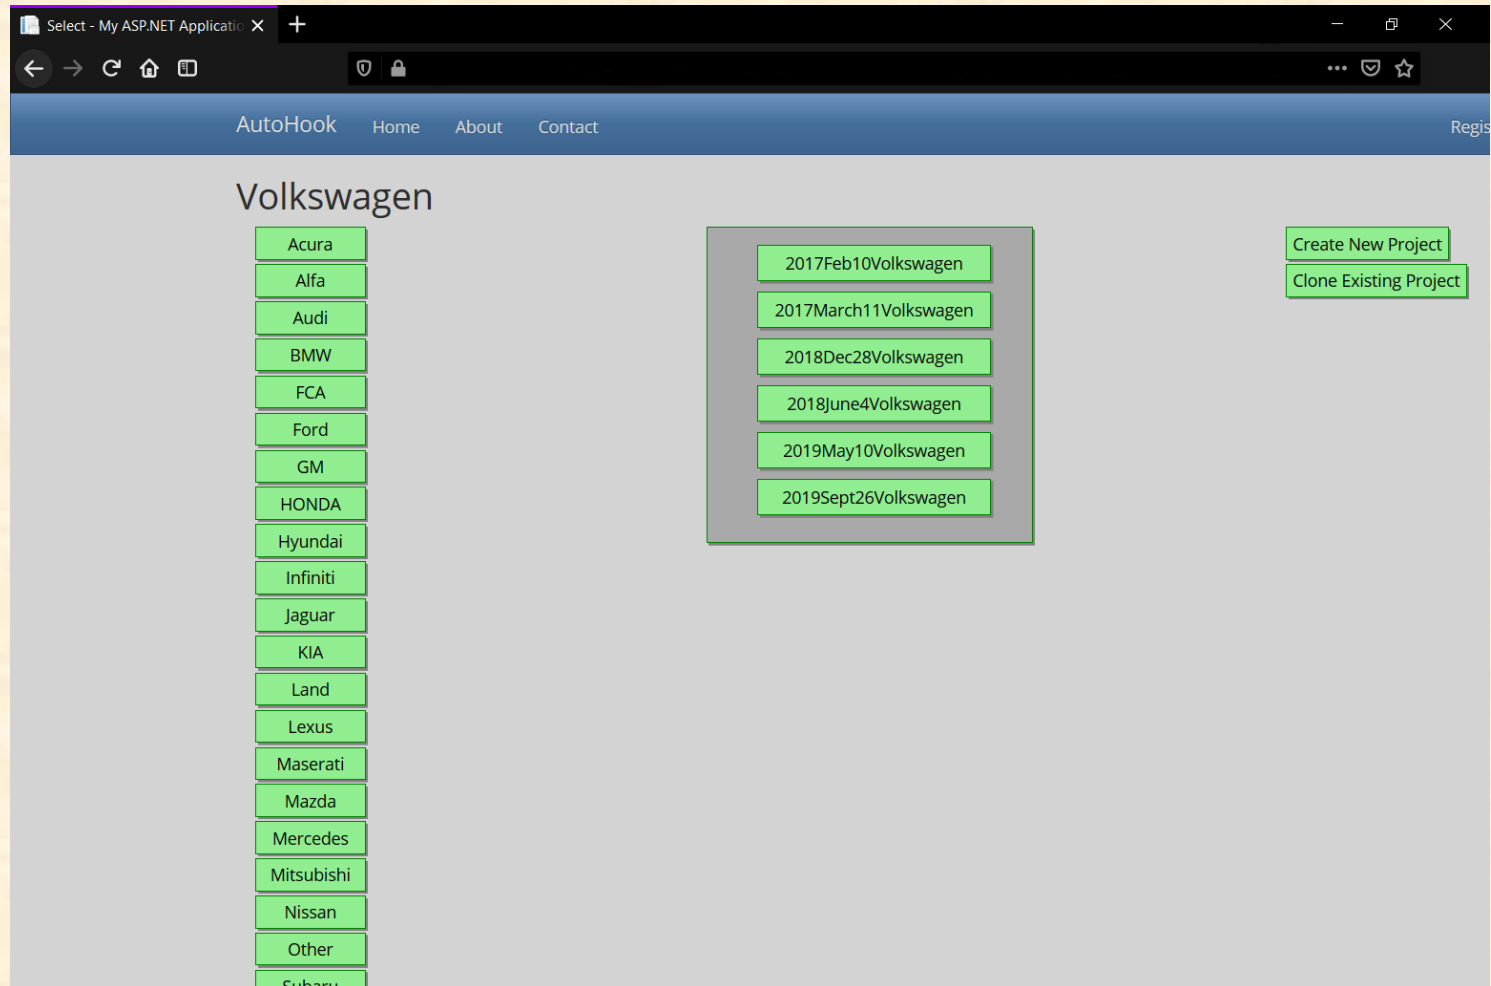 Select - My ASP.NET Applicatio
AutoHook Home About Contact Regis
Volkswagen
Acura
Alfa
Audi
BMW
FCA
Ford
GM
HONDA
Hyundai
Infiniti
Jaguar
KIA
Land
Lexus
Maserati
Mazda
Mercedes
Mitsubishi
Nissan
Other
Subaru
2017Feb10Volkswagen
2017March11Volkswagen
2018Dec28Volkswagen
2018June4Volkswagen
2019May10Volkswagen
2019Sept26Volkswagen
Create New Project
Clone Existing Project